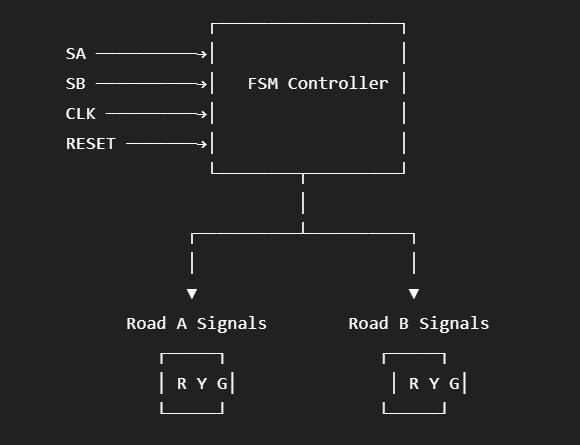 SA
SB
FSM Controller
CLK
RESET
Road A Signals
Road B Signals
R Y G
R Y G